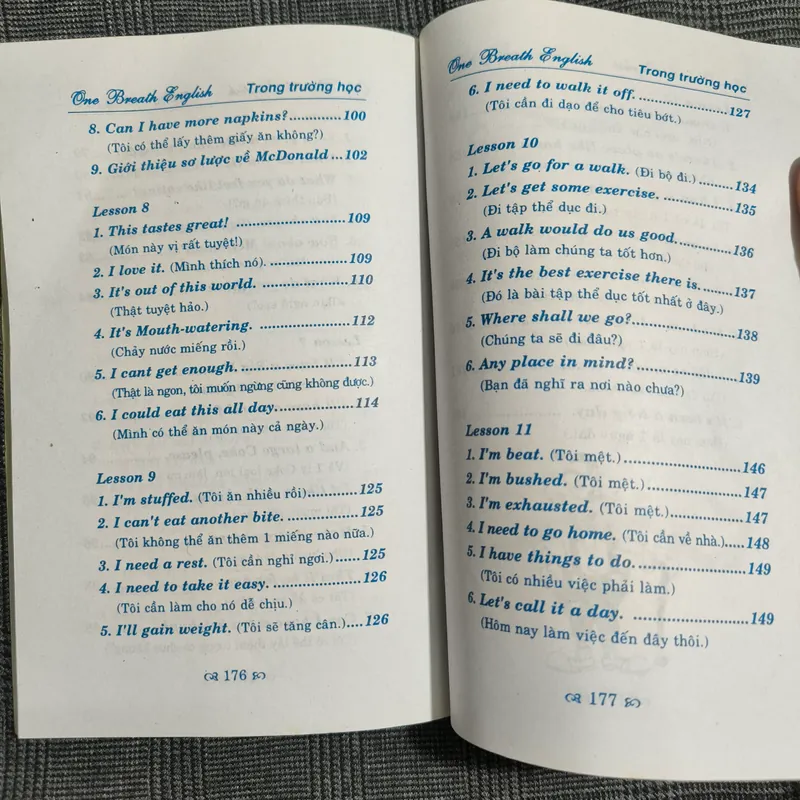 One Breath English Trong trường học
8. Can I have more napkins?..............100
(Tôi có thể lấy thêm giấy ăn không?)
9. Giới thiệu sơ lược về McDonald ...102
Lesson 8
1. This tastes great! ........................109
(Món này vị rất tuyệt!)
2. I love it. (Mình thích nó). ...............109
3. It's out of this world. ..................110
(Thật tuyệt hảo.)
4. It's Mouth-watering. ...................112
(Chảy nước miếng rồi.)
5. I cant get enough. ......................113
(Thật là ngon, tôi muốn ngừng cũng không được.)
6. I could eat this all day..................114
(Mình có thể ăn món này cả ngày.)
Lesson 9
1. I'm stuffed. (Tôi ăn nhiều rồi)............125
2. I can't eat another bite. ...............125
(Tôi không thể ăn thêm 1 miếng nào nữa.)
3. I need a rest. (Tôi cần nghỉ ngơi.) .....125
4. I need to take it easy. .................126
(Tôi cần làm cho nó dễ chịu.)
5. I'll gain weight. (Tôi sẽ tăng cân.)....126
176
One Breath English Trong trường học
6. I need to walk it off. ...................127
(Tôi cần đi dạo để cho tiêu bớt.)
Lesson 10
1. Let's go for a walk. (Đi bộ đi.) .........134
2. Let's get some exercise. ...............135
(Đi tập thể dục đi.)
3. A walk would do us good...............136
(Đi bộ làm chúng ta tốt hơn.)
4. It's the best exercise there is.........137
(Đó là bài tập thể dục tốt nhất ở đây.)
5. Where shall we go?......................138
(Chúng ta sẽ đi đâu?)
6. Any place in mind? .....................139
(Bạn đã nghĩ ra nơi nào chưa?)
Lesson 11
1. I'm beat. (Tôi mệt.) .......................146
2. I'm bushed. (Tôi mệt.) ...................147
3. I'm exhausted. (Tôi mệt.) ...............147
4. I need to go home. (Tôi cần về nhà.).....148
5. I have things to do. .....................149
(Tôi có nhiều việc phải làm.)
6. Let's call it a day. ......................149
(Hôm nay làm việc đến đây thôi.)
177